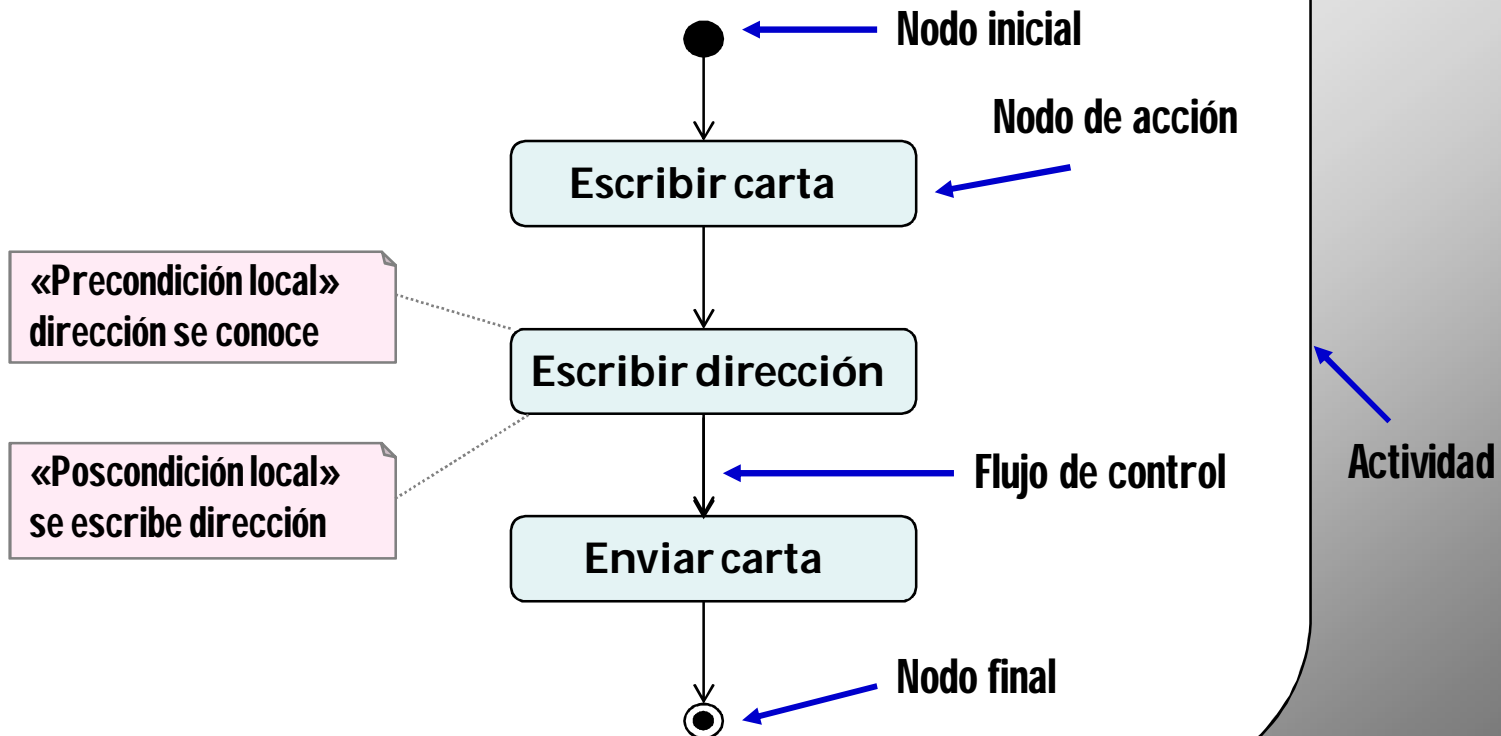 Nodo inicial
Nodo de acción
Escribir carta
«Precondición local»
dirección se conoce
Escribir dirección
«Poscondición local»
se escribe dirección
Flujo de control
Actividad
Enviar carta
Nodo final